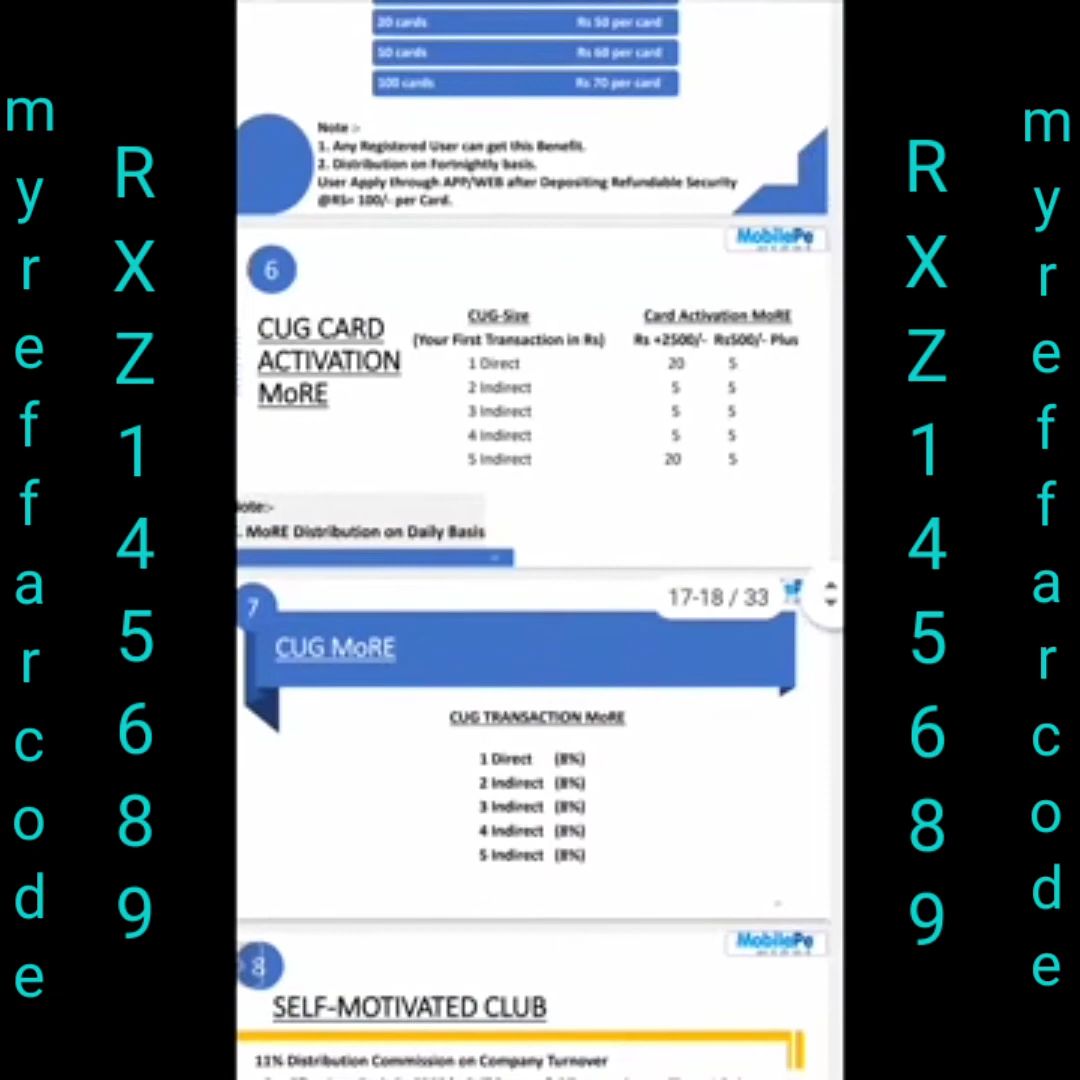 myreffarcode
RXZ145689
20 cards Rs 50 per card
50 cards Rs 60 per card
100 cards Rs 70 per card
Note :-
1. Any Registered User can get this Benefit.
2. Distribution on Fortnightly basis.
User Apply through APP/WEB after Depositing Refundable Security
@RS= 100/- per Card.
MobilePe
6
CUG CARD
ACTIVATION
MoRE
CUG-Size Card Activation MoRE
(Your First Transaction in Rs) Rs +2500/- Rs500/- Plus
1 Direct 20 5
2 Indirect 5 5
3 Indirect 5 5
4 Indirect 5 5
5 Indirect 20 5
ote:-
. MoRE Distribution on Daily Basis
17-18 / 33
7
CUG MoRE
CUG TRANSACTION MoRE
1 Direct (8%)
2 Indirect (8%)
3 Indirect (8%)
4 Indirect (8%)
5 Indirect (8%)
MobilePe
8
SELF-MOTIVATED CLUB
11% Distribution Commission on Company Turnover
RXZ145689
myreffarcode